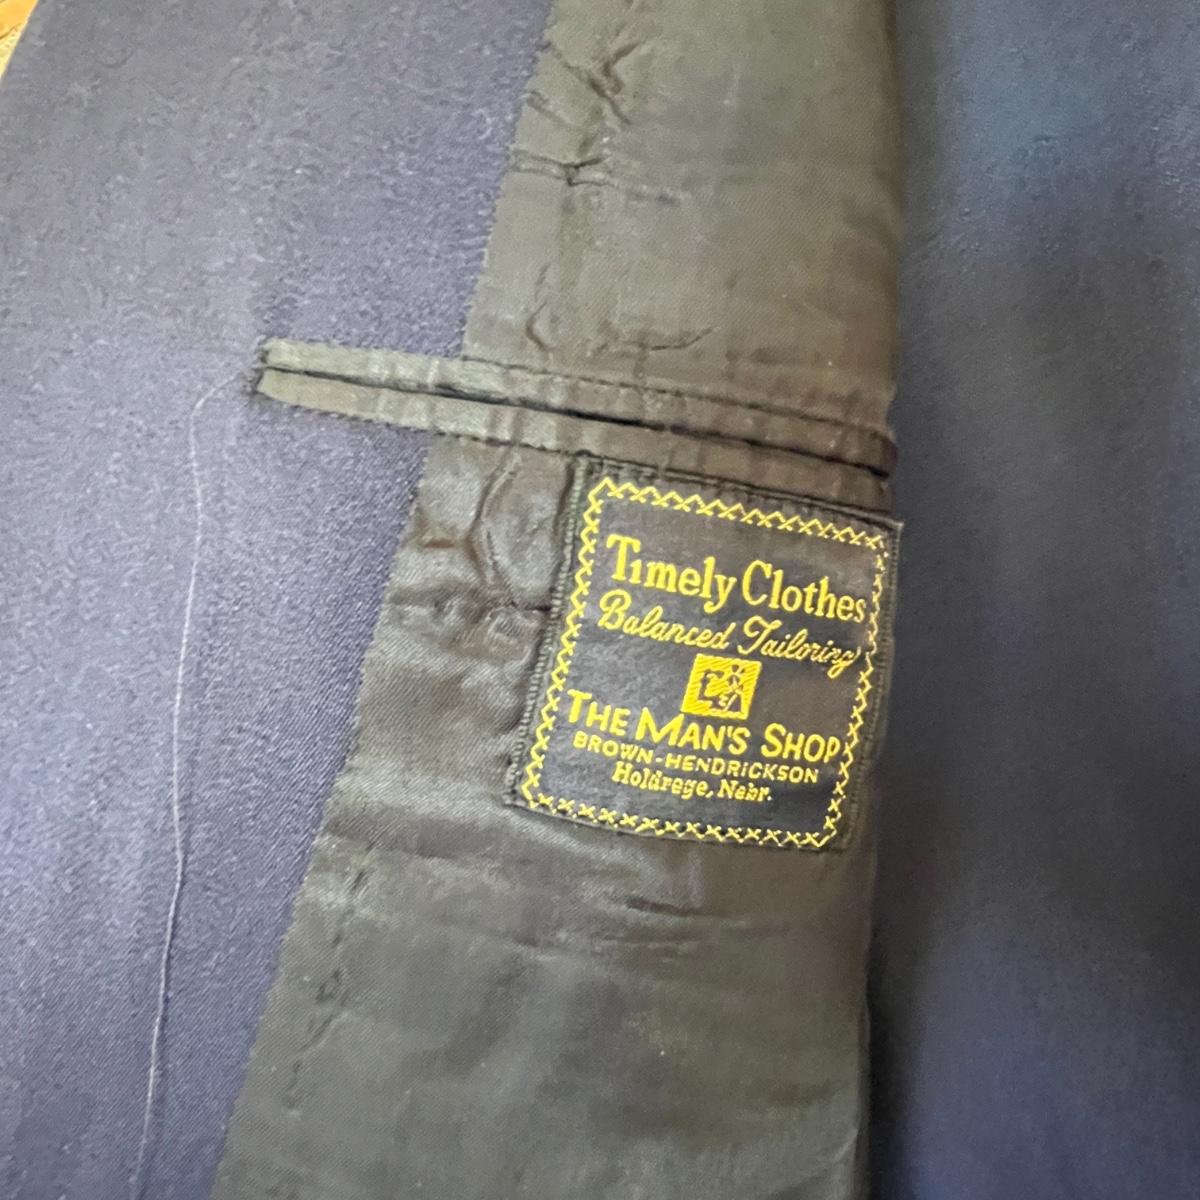 Timely Clothes
Balanced Tailoring
THE MAN'S SHOP
BROWN-HENDRICKSON
Holdrege, Nebr.